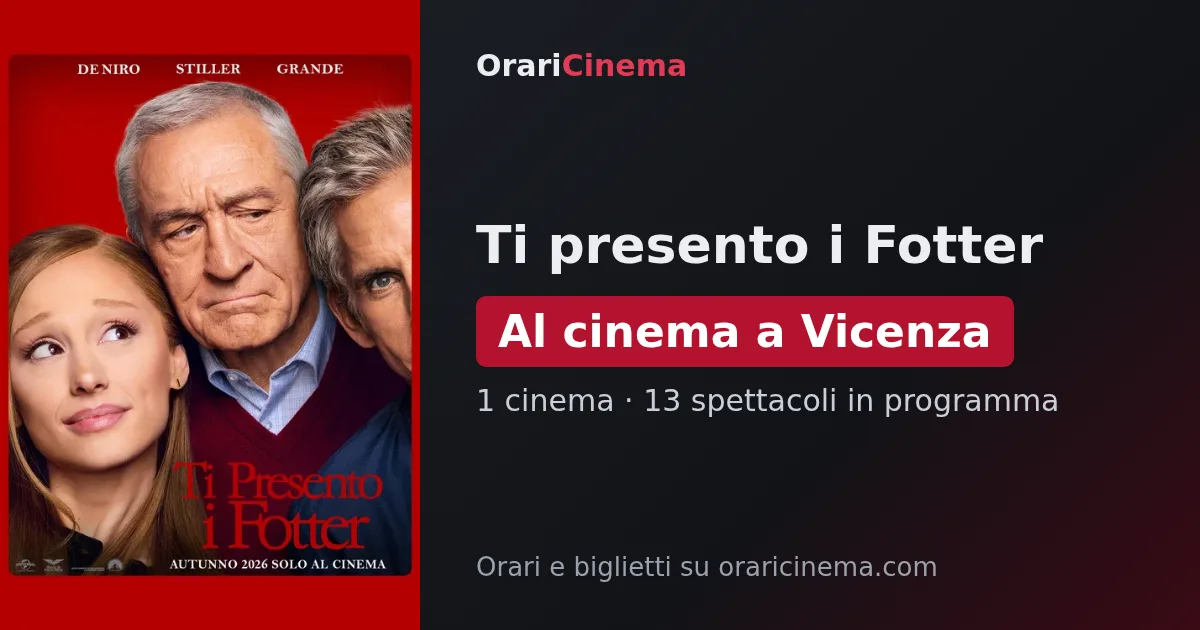 DE NIRO STILLER GRANDE
Ti Presento
i Fotter
AUTUNNO 2026 SOLO AL CINEMA
OrariCinema
Ti presento i Fotter
Al cinema a Vicenza
1 cinema · 13 spettacoli in programma
Orari e biglietti su oraricinema.com